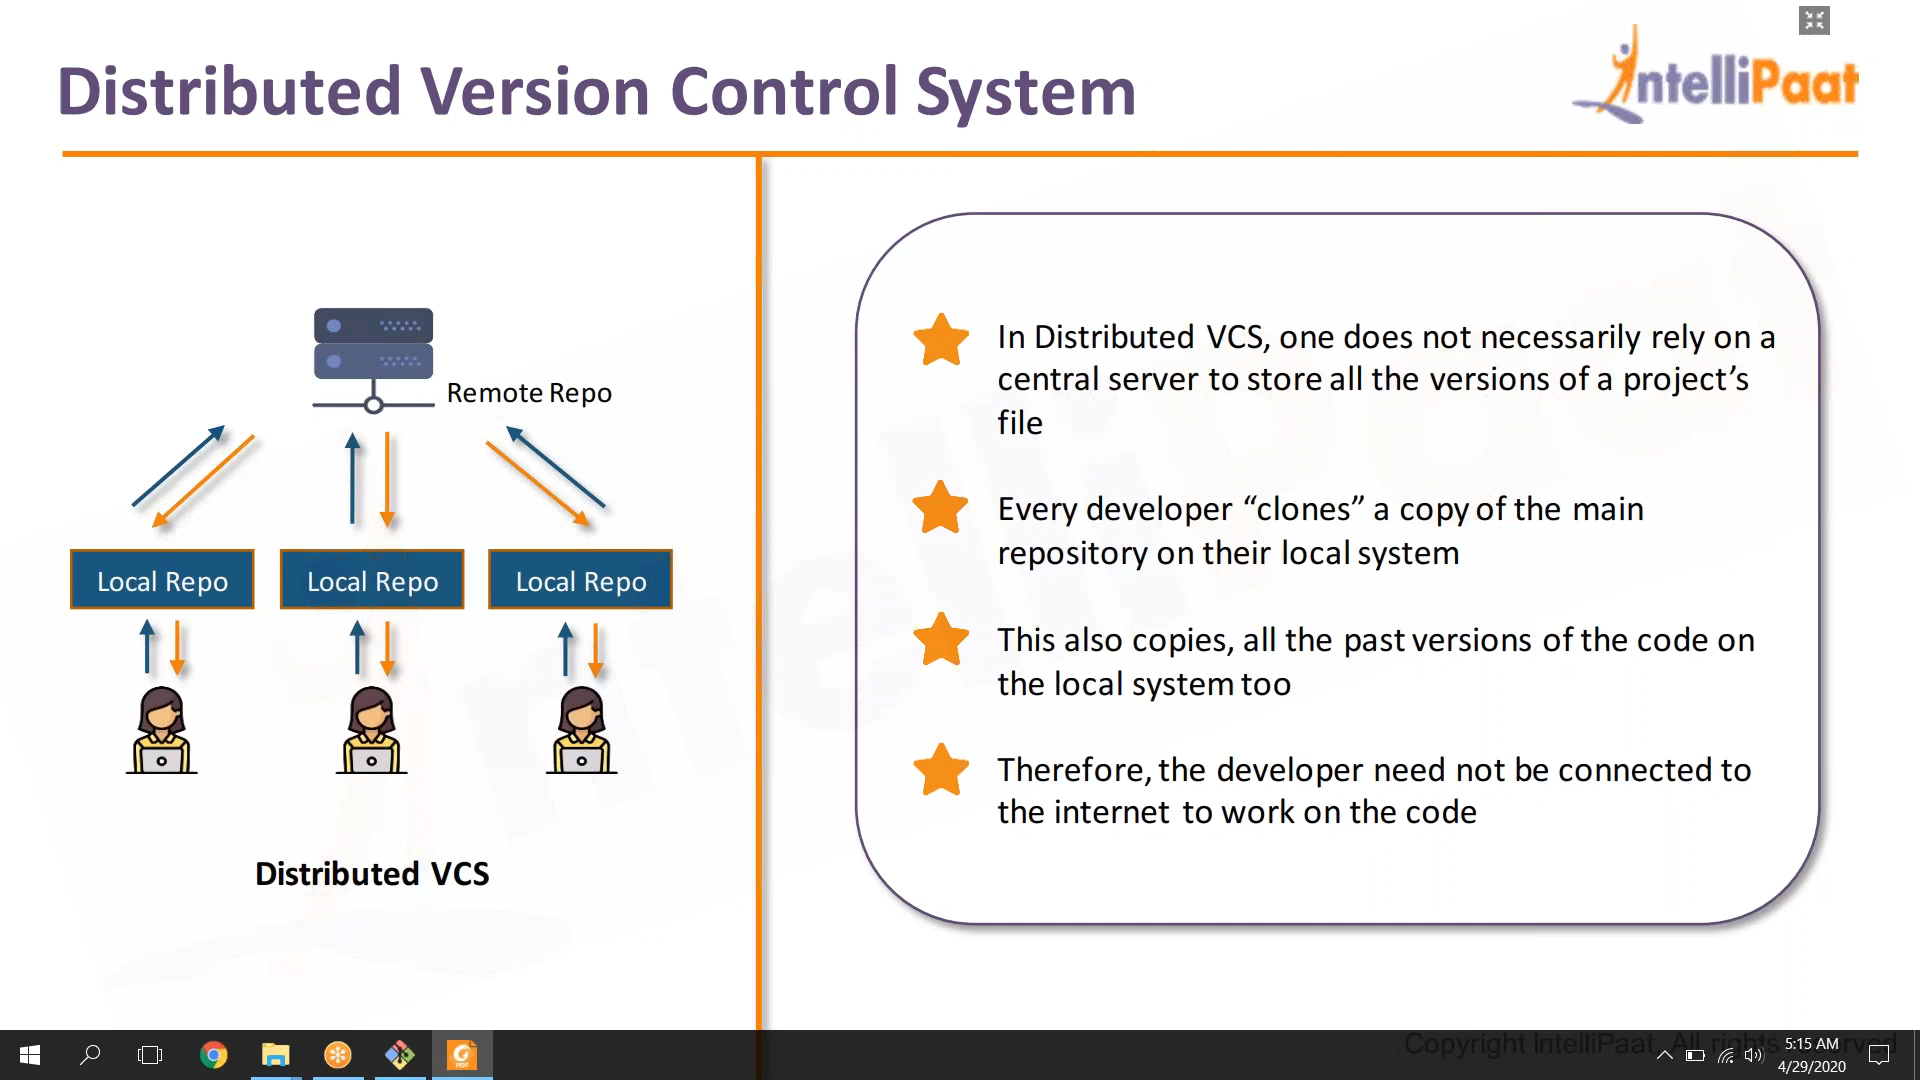 Distributed Version Control System
IntelliPaat
Remote Repo
Local Repo
Local Repo
Local Repo
Distributed VCS
In Distributed VCS, one does not necessarily rely on a
central server to store all the versions of a project’s
file
Every developer “clones” a copy of the main
repository on their local system
This also copies, all the past versions of the code on
the local system too
Therefore, the developer need not be connected to
the internet to work on the code
Copyright IntelliPaat. All rights reserved
PDF
5:15 AM
4/29/2020